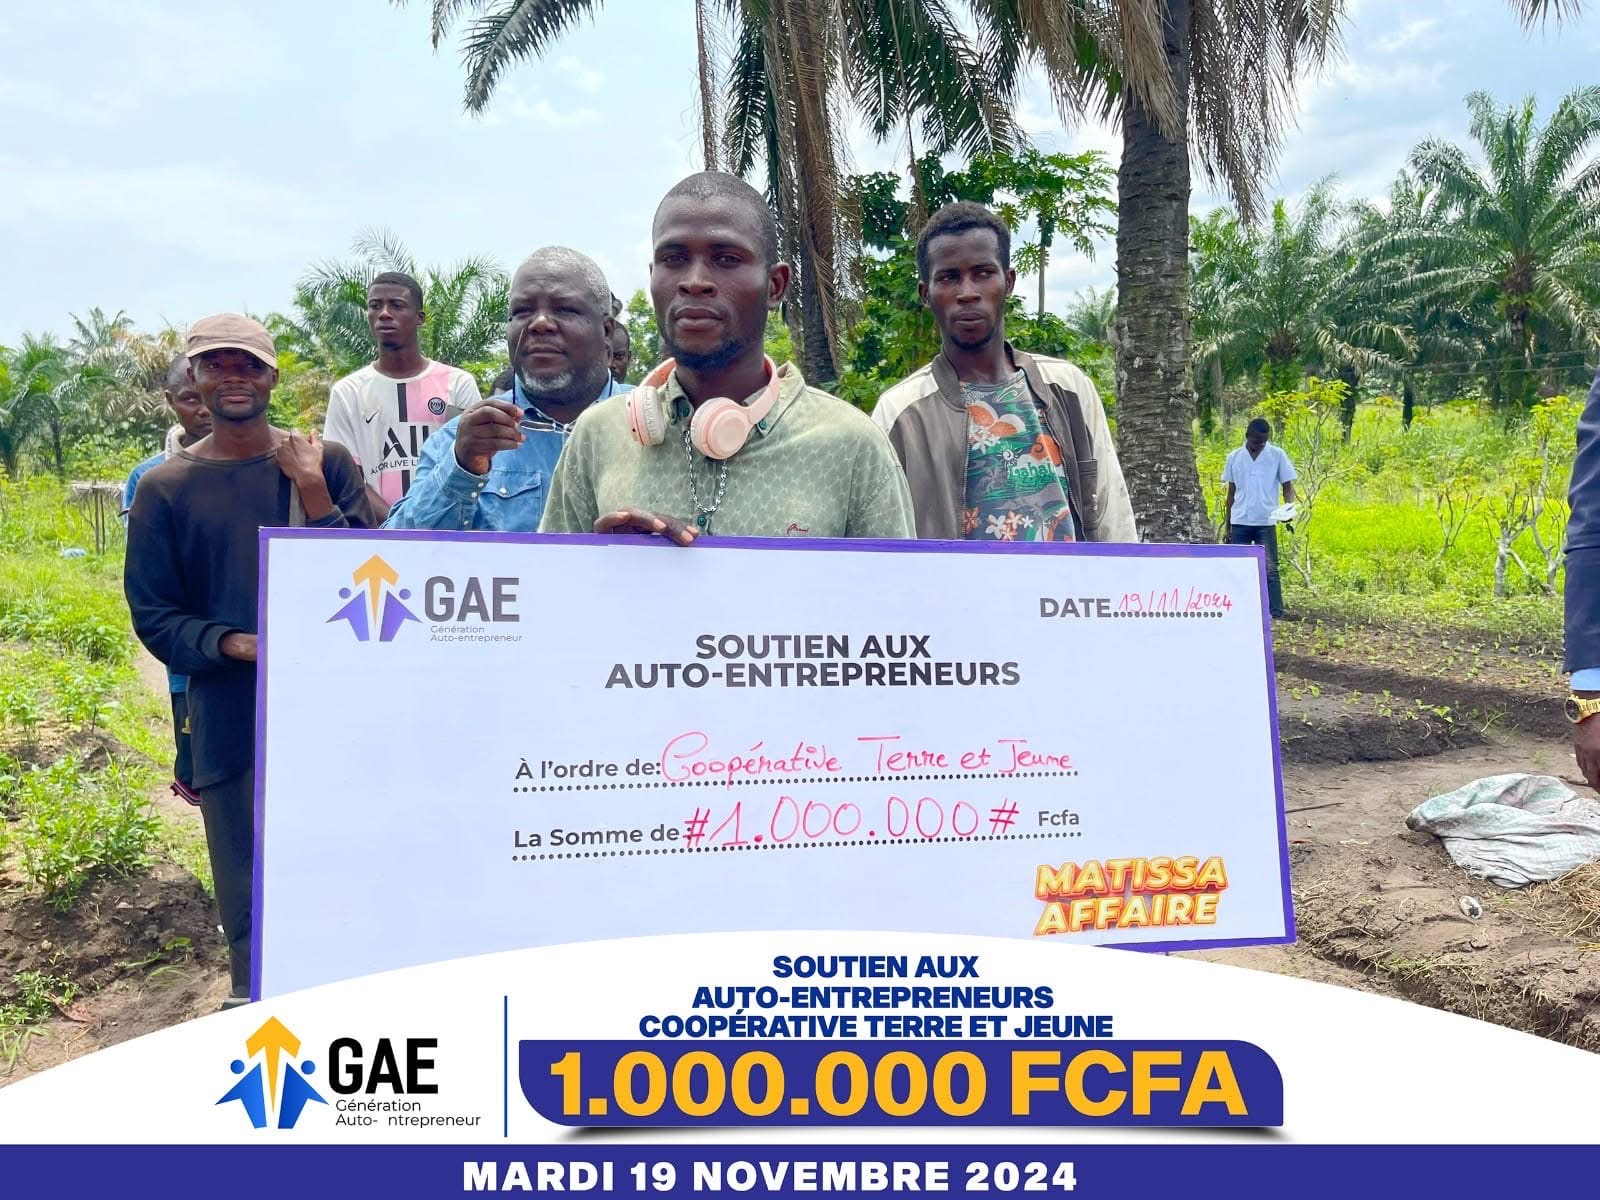 GAE
Génération
Auto-entrepreneur
DATE 19/11/2024
SOUTIEN AUX
AUTO-ENTREPRENEURS
À l'ordre de: Coopérative Terre et Jeune
La Somme de: #1.000.000# Fcfa
MATISSA
AFFAIRE
SOUTIEN AUX
AUTO-ENTREPRENEURS
COOPÉRATIVE TERRE ET JEUNE
1.000.000 FCFA
GAE
Génération
Auto- ntrepreneur
MARDI 19 NOVEMBRE 2024